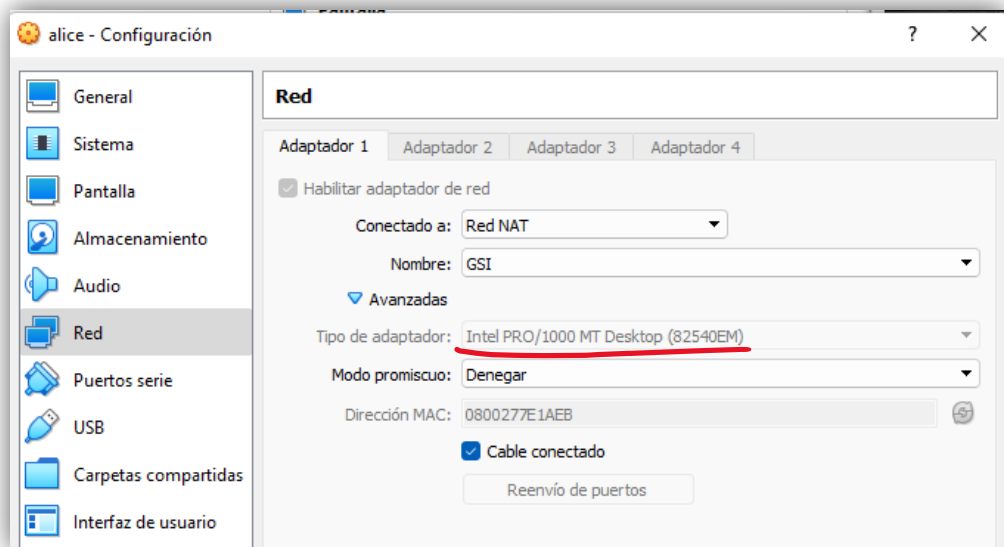 alice - Configuración
?
General
Sistema
Pantalla
Almacenamiento
Audio
Red
Puertos serie
USB
Carpetas compartidas
Interfaz de usuario
Red
Adaptador 1 Adaptador 2 Adaptador 3 Adaptador 4
Habilitar adaptador de red
Conectado a: Red NAT
Nombre: GSI
Avanzadas
Tipo de adaptador: Intel PRO/1000 MT Desktop (82540EM)
Modo promiscuo: Denegar
Dirección MAC: 0800277E1AEB
Cable conectado
Reenvío de puertos